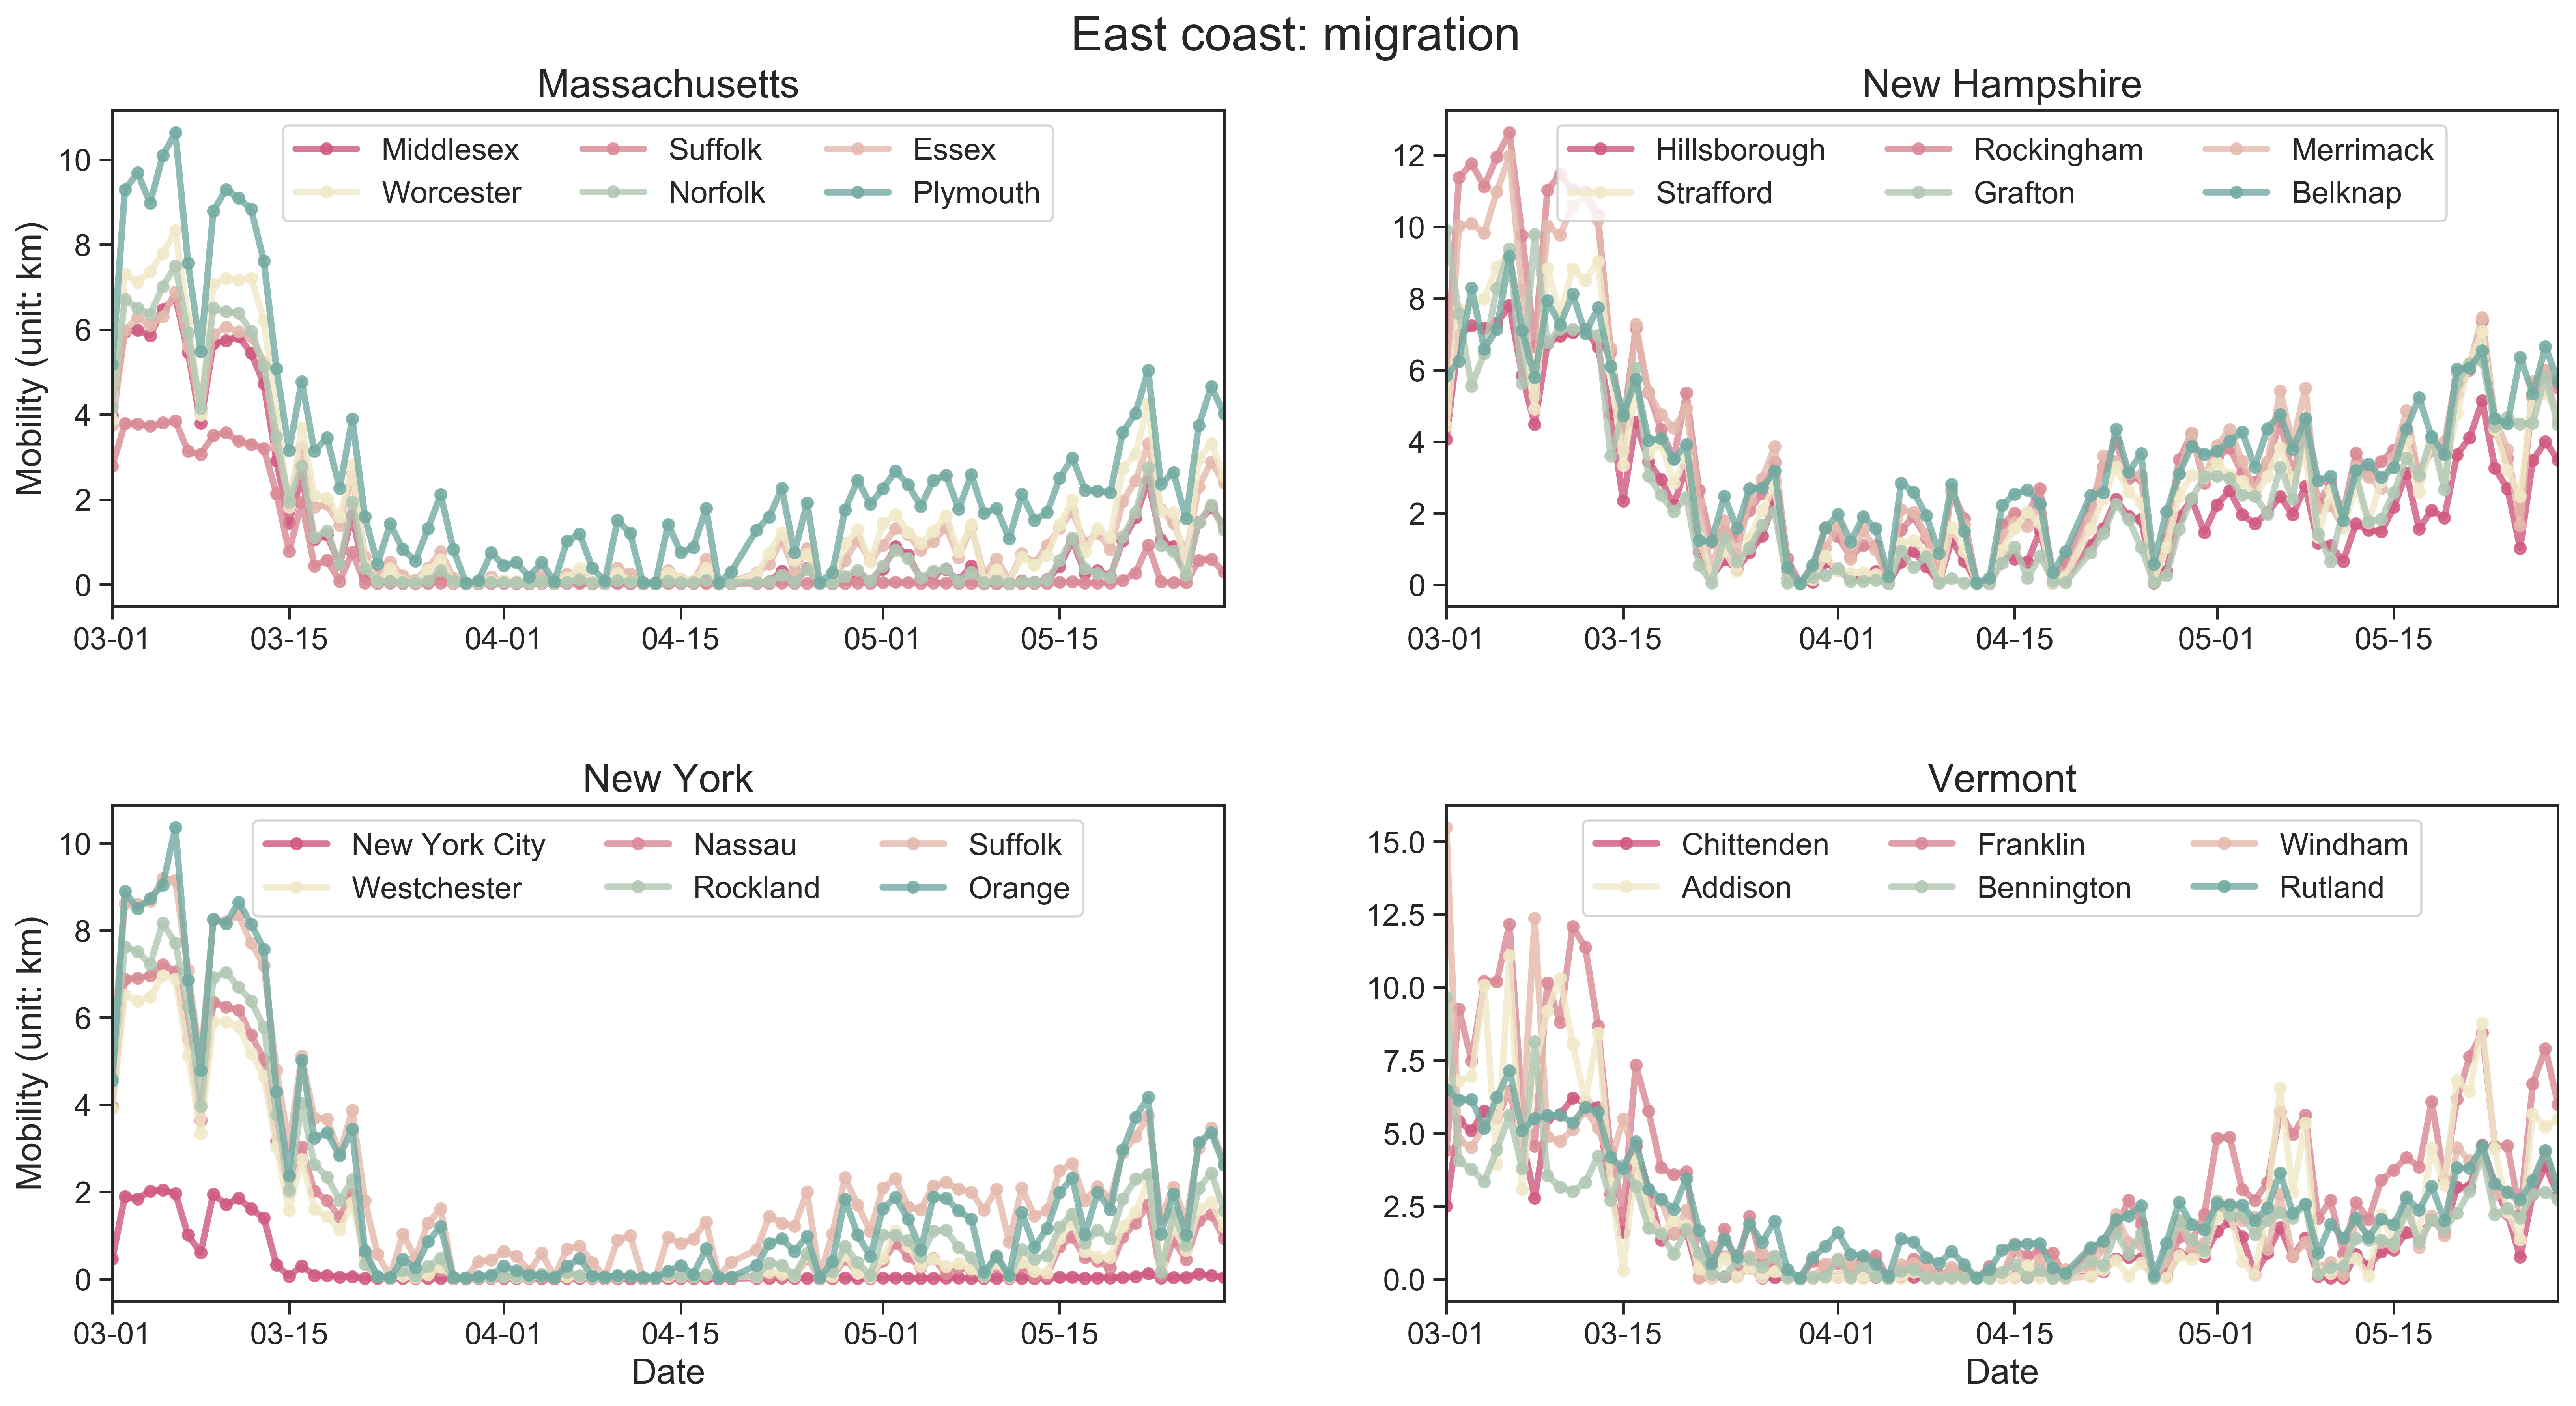 East coast: migration
Massachusetts
Mobility (unit: km)
10
8
6
4
2
0
Middlesex Suffolk Essex
Worcester Norfolk Plymouth
03-01 03-15 04-01 04-15 05-01 05-15
New Hampshire
12
10
8
6
4
2
0
Hillsborough Rockingham Merrimack
Strafford Grafton Belknap
03-01 03-15 04-01 04-15 05-01 05-15
New York
Mobility (unit: km)
10
8
6
4
2
0
New York City Nassau Suffolk
Westchester Rockland Orange
03-01 03-15 04-01 04-15 05-01 05-15
Date
Vermont
15.0
12.5
10.0
7.5
5.0
2.5
0.0
Chittenden Franklin Windham
Addison Bennington Rutland
03-01 03-15 04-01 04-15 05-01 05-15
Date